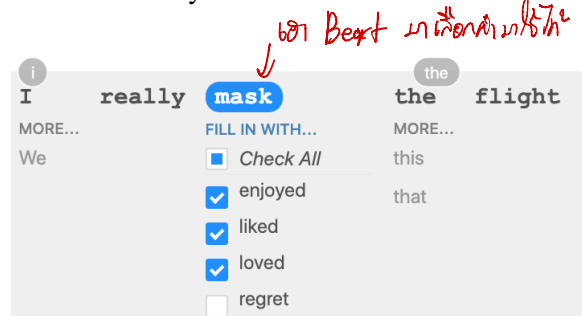 เอา Beart มาเลือกคำมาใช้ได้
i the
I really mask the flight
MORE... FILL IN WITH... MORE...
We Check All this
enjoyed that
liked
loved
regret